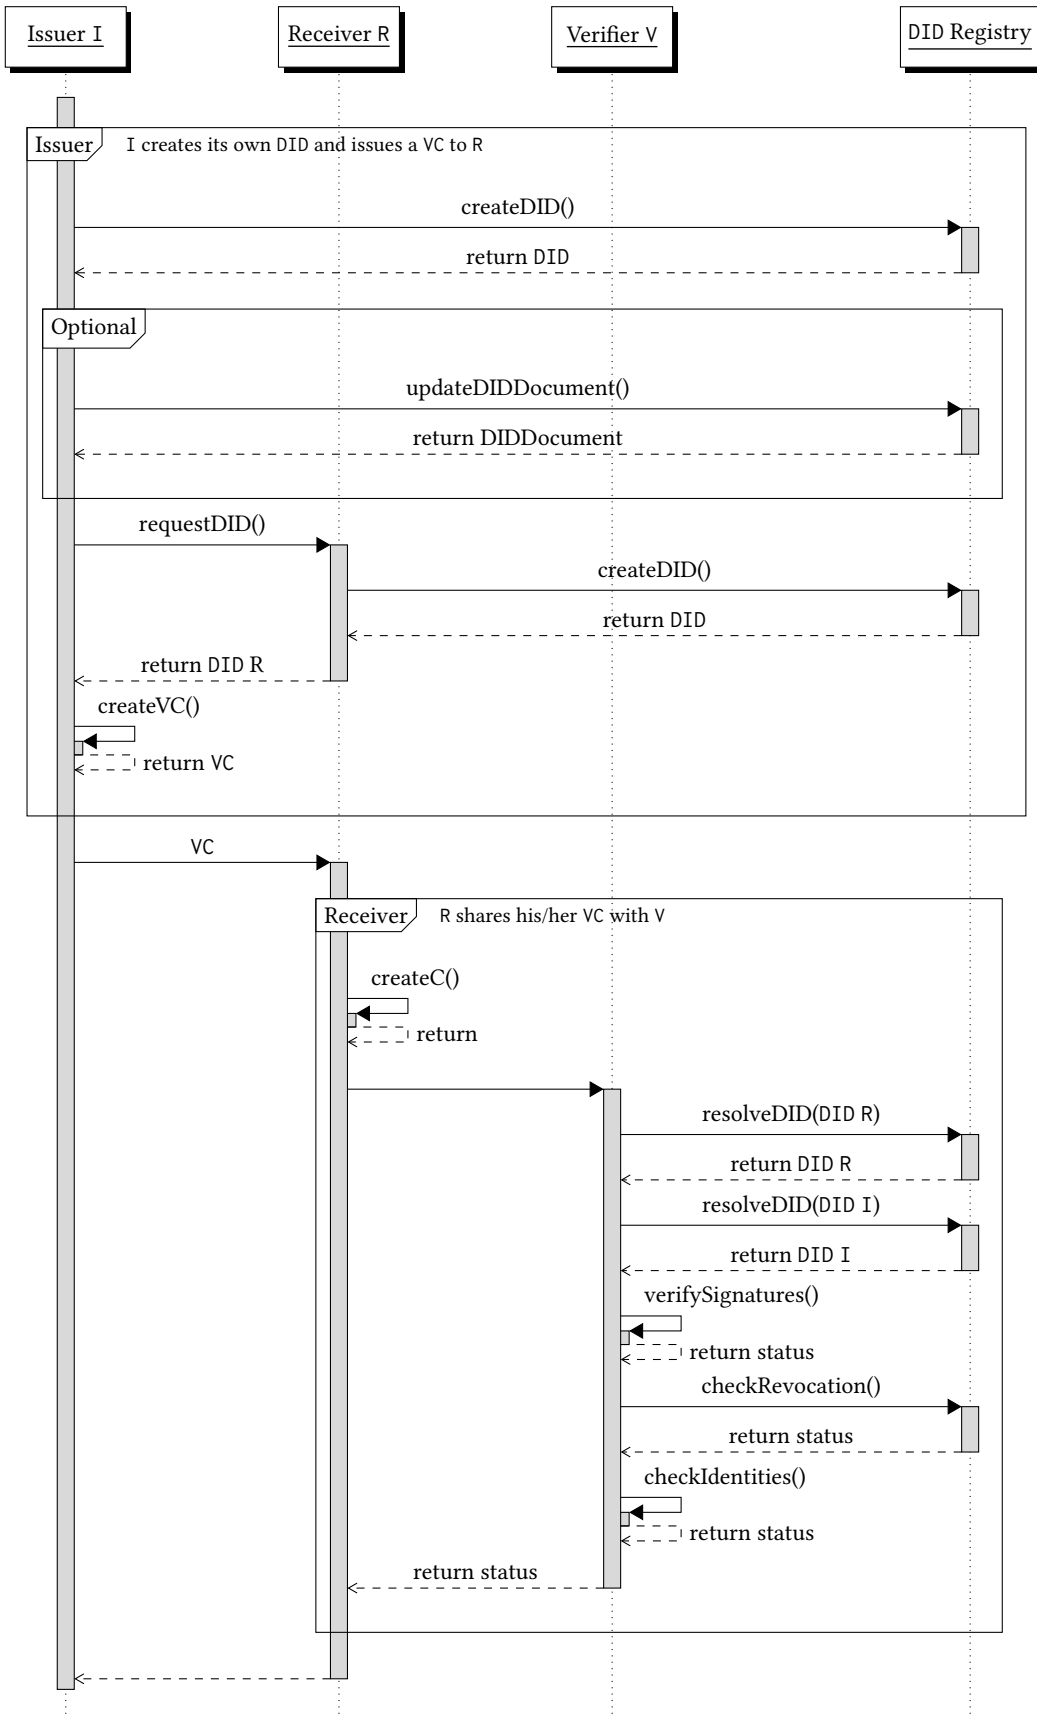 Issuer I
Receiver R
Verifier V
DID Registry
Issuer
I creates its own DID and issues a VC to R
createDID()
return DID
Optional
updateDIDDocument()
return DIDDocument
requestDID()
createDID()
return DID
return DID R
createVC()
return VC
VC
Receiver
R shares his/her VC with V
createC()
return
resolveDID(DID R)
return DID R
resolveDID(DID I)
return DID I
verifySignatures()
return status
checkRevocation()
return status
checkIdentities()
return status
return status